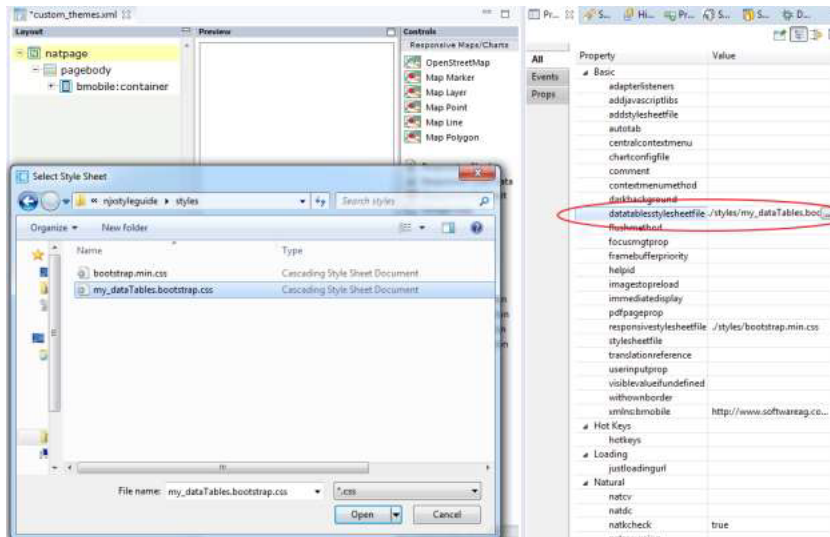 *custom_themes.xml
Layout
natpage
pagebody
bmobile:container
Preview
Controls
Responsive Maps/Charts
OpenStreetMap
Map Marker
Map Layer
Map Point
Map Line
Map Polygon
Select Style Sheet
« njxstyleguide ▸ styles
Search styles
Organize
New folder
Name
Type
bootstrap.min.css
Cascading Style Sheet Document
my_dataTables.bootstrap.css
Cascading Style Sheet Document
File name:
my_dataTables.bootstrap.css
*.css
Open
Cancel
Pr...
S...
Hi...
Pr...
S...
S...
D...
All
Events
Props
Property
Value
Basic
adapterlisteners
addjavascriptlibs
addstylesheetfile
autotab
centralcontextmenu
chartconfigfile
comment
contextmenumethod
darkbackground
datatablesstylesheetfile
./styles/my_dataTables.boo
...
flushmethod
focusmgtprop
framebufferpriority
helpid
imagestopreload
immediatedisplay
pdfpageprop
responsivestylesheetfile
./styles/bootstrap.min.css
stylesheetfile
translationreference
userinputprop
visiblevalueifundefined
withownborder
xmlns:bmobile
http://www.softwareag.co...
Hot Keys
hotkeys
Loading
justloadingurl
Natural
natcv
natdc
natkcheck
true